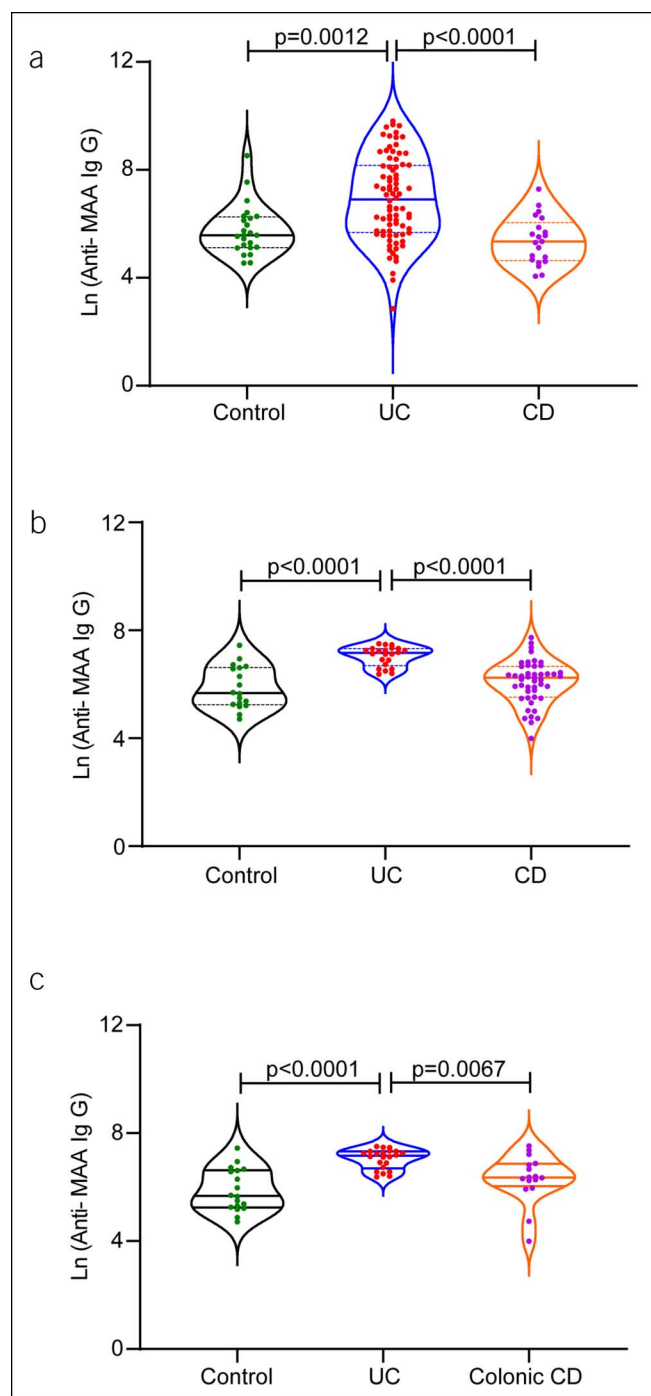 a
p=0.0012 p<0.0001
12
8
4
0
Ln (Anti- MAA Ig G)
Control UC CD
b
p<0.0001 p<0.0001
12
8
4
0
Ln (Anti- MAA Ig G)
Control UC CD
c
p<0.0001 p=0.0067
12
8
4
0
Ln (Anti- MAA Ig G)
Control UC Colonic CD